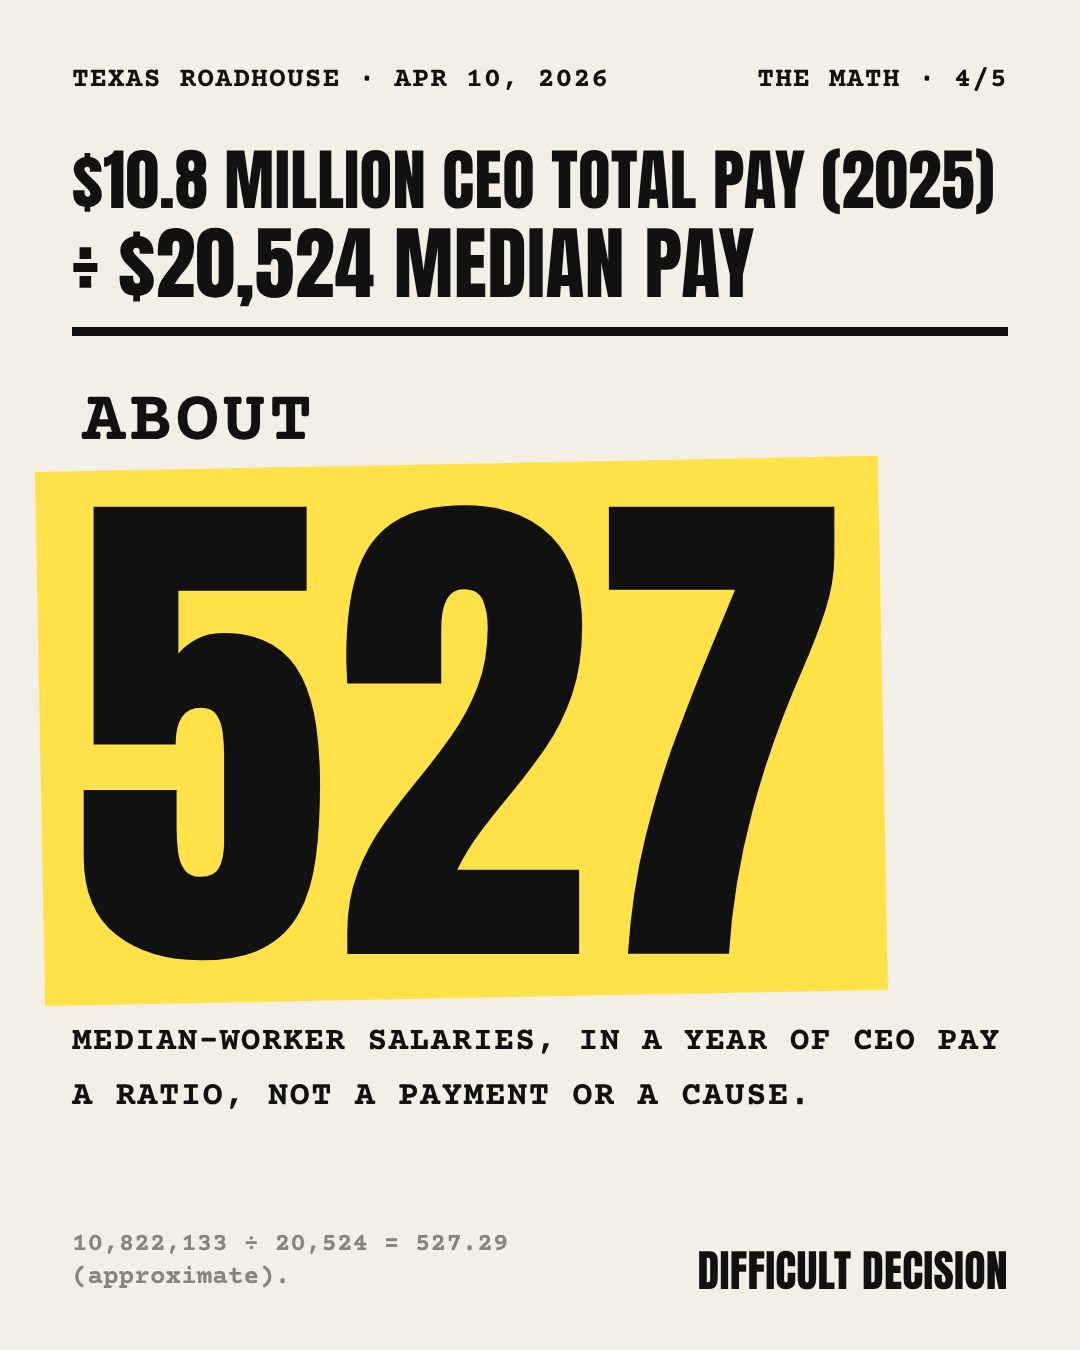 TEXAS ROADHOUSE · APR 10, 2026
THE MATH · 4/5
$10.8 MILLION CEO TOTAL PAY (2025)
÷ $20,524 MEDIAN PAY
ABOUT
527
MEDIAN-WORKER SALARIES, IN A YEAR OF CEO PAY
A RATIO, NOT A PAYMENT OR A CAUSE.
10,822,133 ÷ 20,524 = 527.29
(approximate).
DIFFICULT DECISION